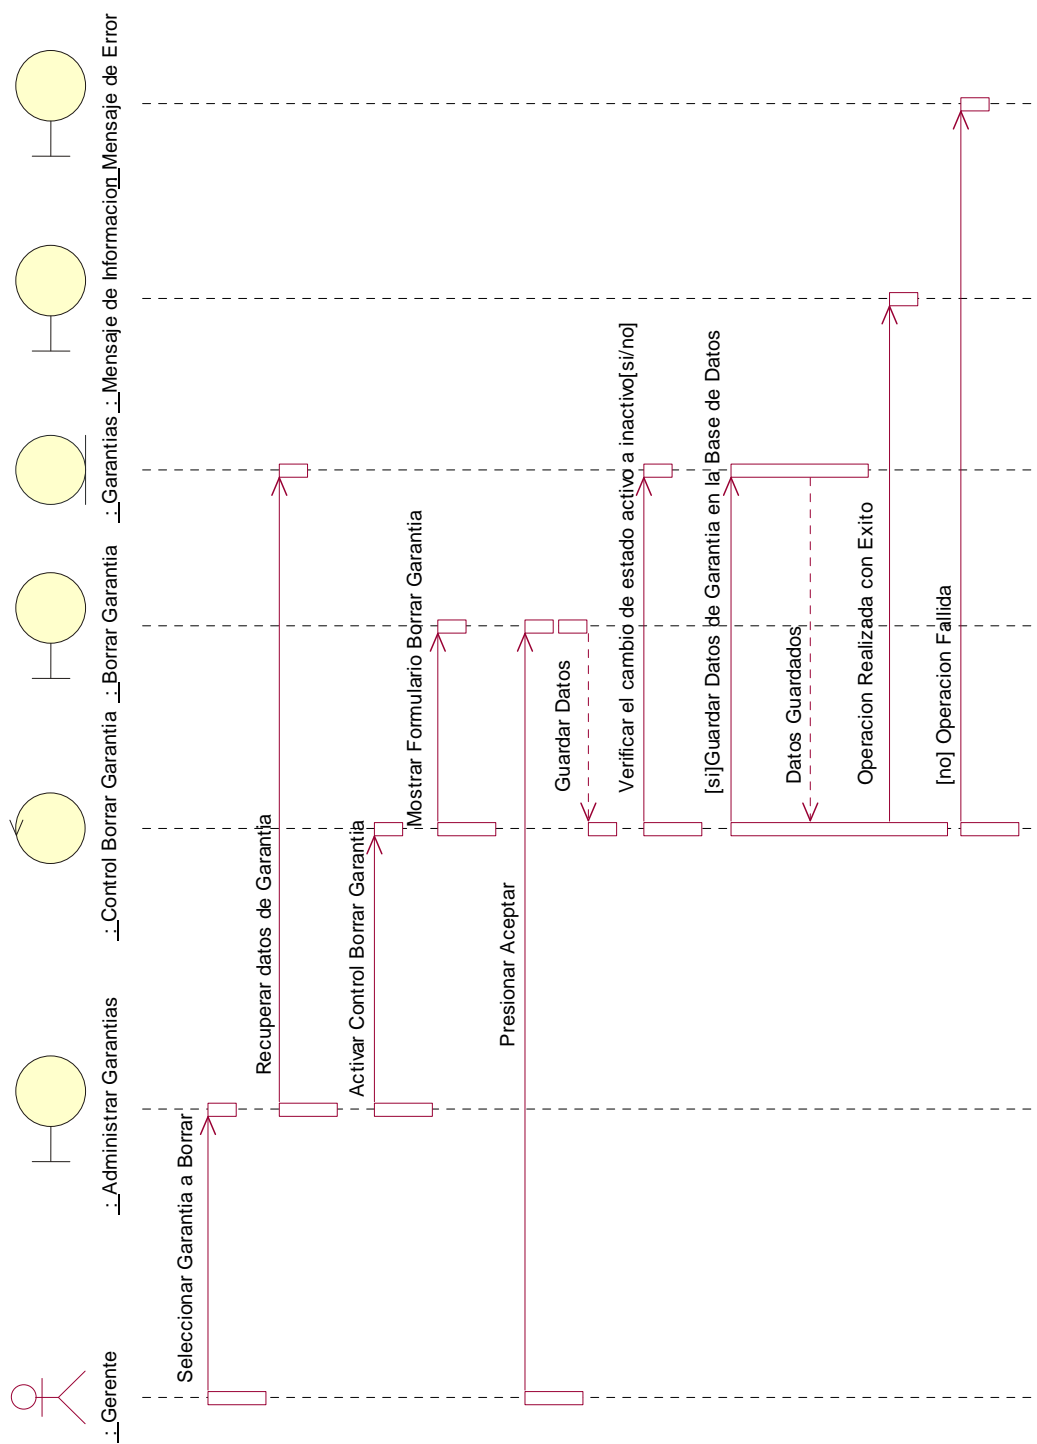 : Gerente
: Administrar Garantias
: Control Borrar Garantia
: Borrar Garantia
: Garantias
: Mensaje de Informacion
: Mensaje de Error
Seleccionar Garantia a Borrar
Recuperar datos de Garantia
Activar Control Borrar Garantia
Mostrar Formulario Borrar Garantia
Presionar Aceptar
Guardar Datos
Verificar el cambio de estado activo a inactivo[si/no]
[si]Guardar Datos de Garantia en la Base de Datos
Datos Guardados
Operacion Realizada con Exito
[no] Operacion Fallida